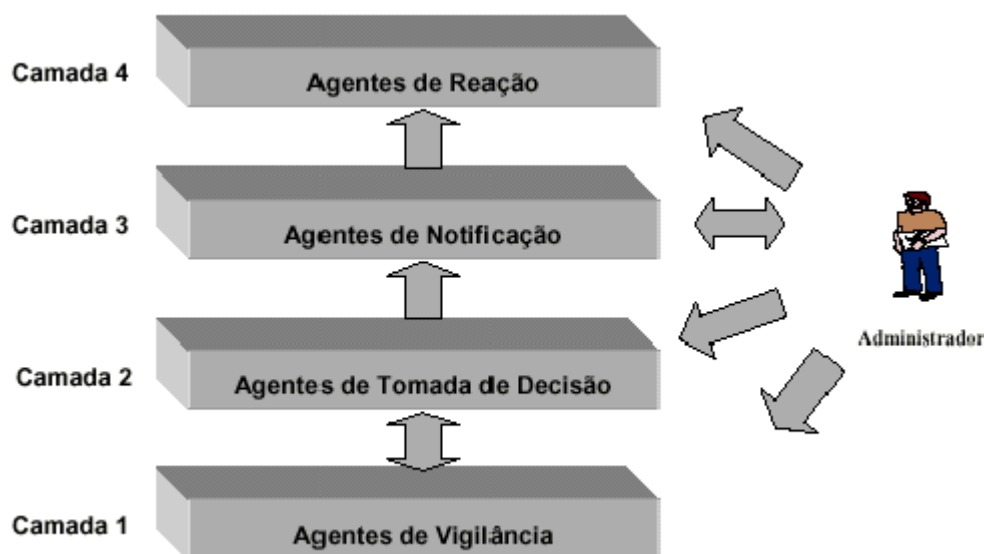 Camada 4
Agentes de Reação
Camada 3
Agentes de Notificação
Administrador
Camada 2
Agentes de Tomada de Decisão
Camada 1
Agentes de Vigilância